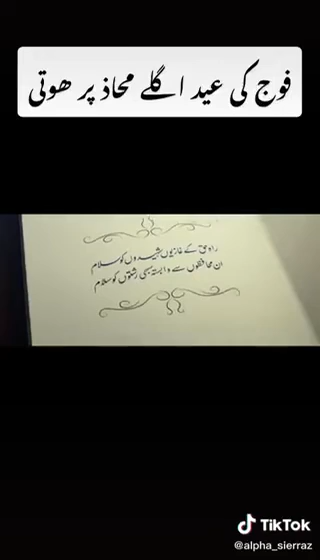 فوج کی عید اگلے محاذ پر ھوتی
راہِ حق کے غازیوں شہیدوں کو سلام
ان محافظوں سے وابستہ سبھی رشتوں کو سلام
TikTok
@alpha_sierraz